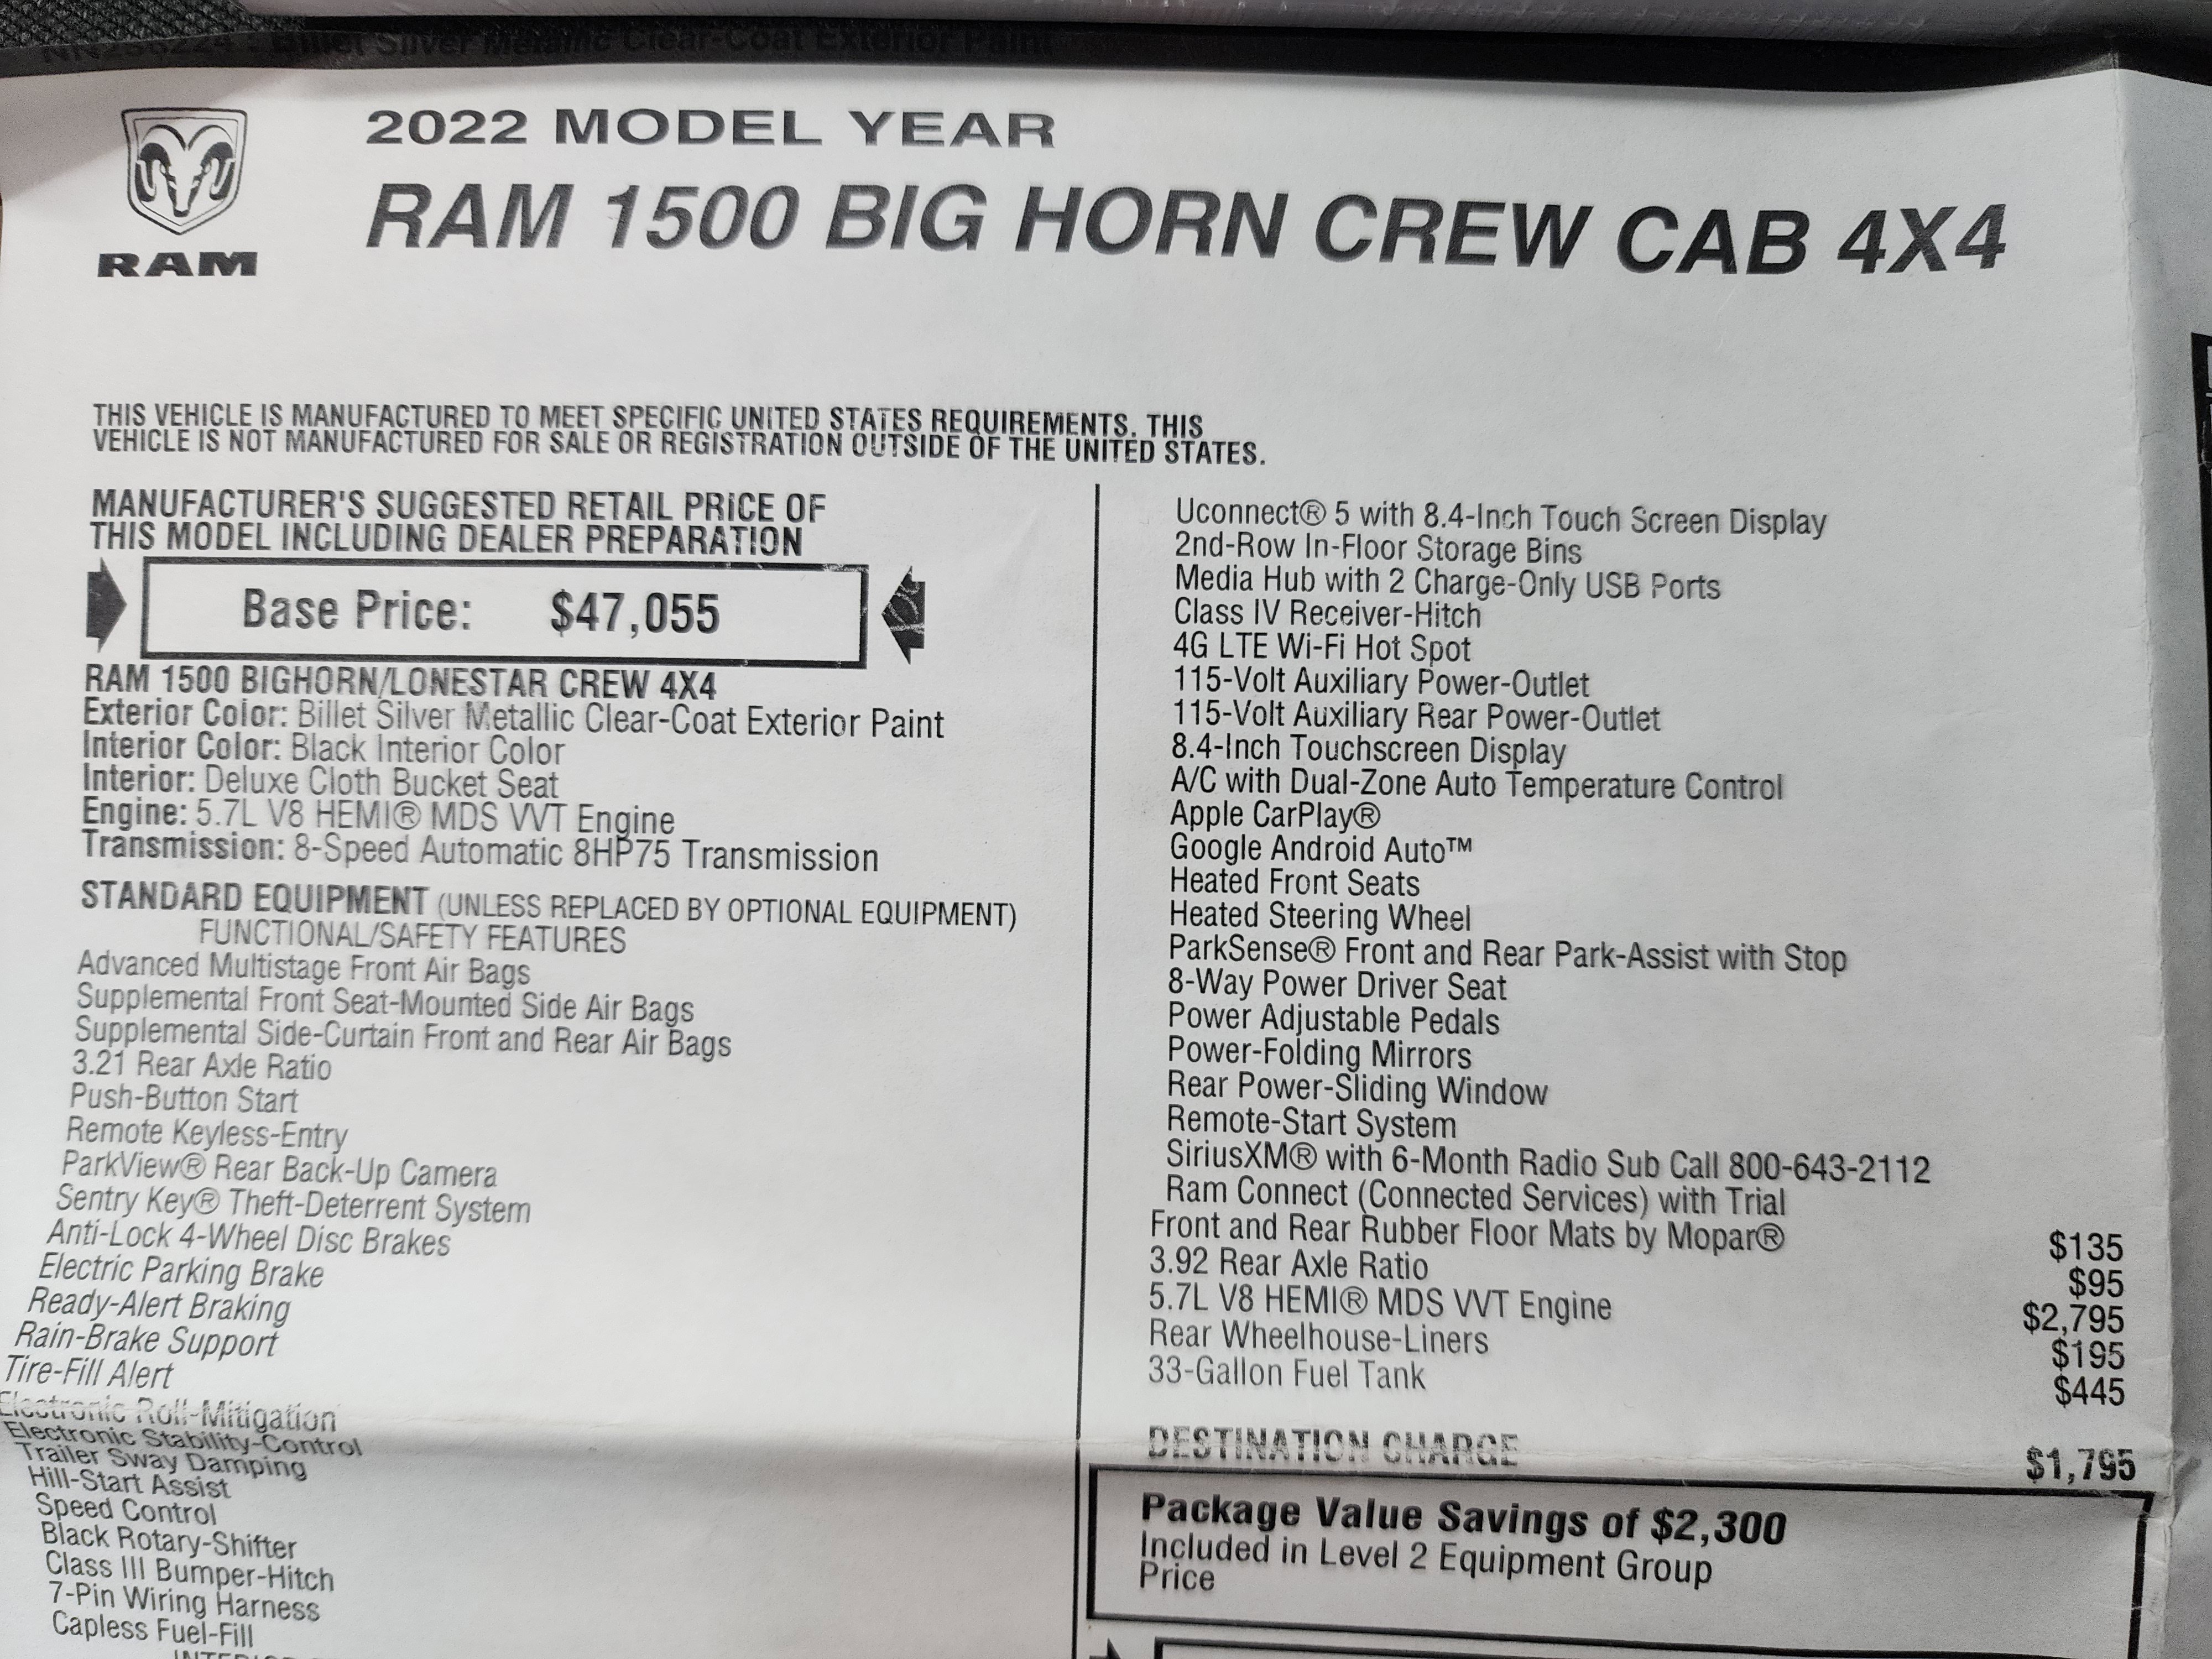 Billet Silver Metallic Clear-Coat Exterior Paint
RAM
2022 MODEL YEAR
RAM 1500 BIG HORN CREW CAB 4X4
THIS VEHICLE IS MANUFACTURED TO MEET SPECIFIC UNITED STATES REQUIREMENTS. THIS
VEHICLE IS NOT MANUFACTURED FOR SALE OR REGISTRATION OUTSIDE OF THE UNITED STATES.
MANUFACTURER'S SUGGESTED RETAIL PRICE OF
THIS MODEL INCLUDING DEALER PREPARATION
Base Price: $47,055
RAM 1500 BIGHORN/LONESTAR CREW 4X4
Exterior Color: Billet Silver Metallic Clear-Coat Exterior Paint
Interior Color: Black Interior Color
Interior: Deluxe Cloth Bucket Seat
Engine: 5.7L V8 HEMI® MDS VVT Engine
Transmission: 8-Speed Automatic 8HP75 Transmission
STANDARD EQUIPMENT (UNLESS REPLACED BY OPTIONAL EQUIPMENT)
FUNCTIONAL/SAFETY FEATURES
Advanced Multistage Front Air Bags
Supplemental Front Seat-Mounted Side Air Bags
Supplemental Side-Curtain Front and Rear Air Bags
3.21 Rear Axle Ratio
Push-Button Start
Remote Keyless-Entry
ParkView® Rear Back-Up Camera
Sentry Key® Theft-Deterrent System
Anti-Lock 4-Wheel Disc Brakes
Electric Parking Brake
Ready-Alert Braking
Rain-Brake Support
Tire-Fill Alert
Electronic Roll-Mitigation
Electronic Stability-Control
Trailer Sway Damping
Hill-Start Assist
Speed Control
Black Rotary-Shifter
Class III Bumper-Hitch
7-Pin Wiring Harness
Capless Fuel-Fill
Uconnect® 5 with 8.4-Inch Touch Screen Display
2nd-Row In-Floor Storage Bins
Media Hub with 2 Charge-Only USB Ports
Class IV Receiver-Hitch
4G LTE Wi-Fi Hot Spot
115-Volt Auxiliary Power-Outlet
115-Volt Auxiliary Rear Power-Outlet
8.4-Inch Touchscreen Display
A/C with Dual-Zone Auto Temperature Control
Apple CarPlay®
Google Android Auto™
Heated Front Seats
Heated Steering Wheel
ParkSense® Front and Rear Park-Assist with Stop
8-Way Power Driver Seat
Power Adjustable Pedals
Power-Folding Mirrors
Rear Power-Sliding Window
Remote-Start System
SiriusXM® with 6-Month Radio Sub Call 800-643-2112
Ram Connect (Connected Services) with Trial
Front and Rear Rubber Floor Mats by Mopar® $135
3.92 Rear Axle Ratio $95
5.7L V8 HEMI® MDS VVT Engine $2,795
Rear Wheelhouse-Liners $195
33-Gallon Fuel Tank $445
DESTINATION CHARGE $1,795
Package Value Savings of $2,300
Included in Level 2 Equipment Group
Price